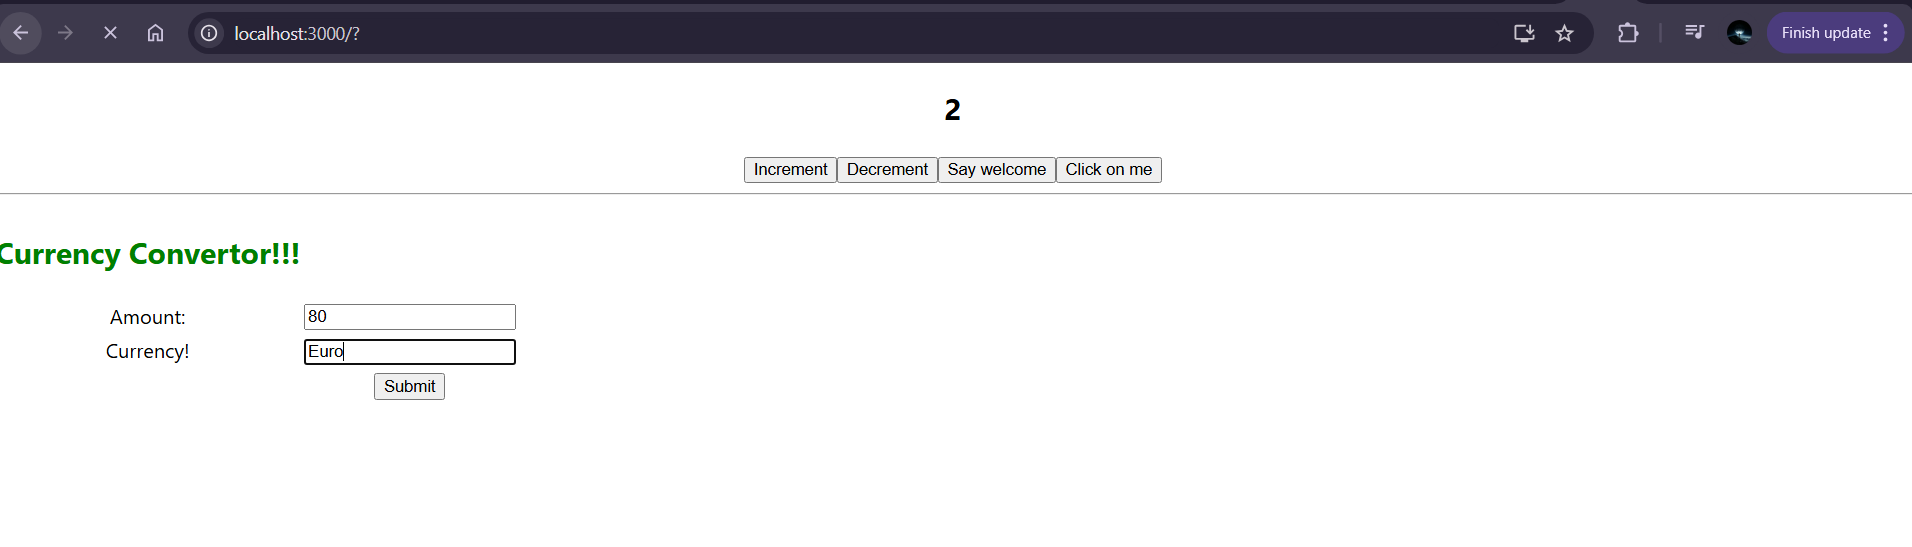 localhost:3000/?
Finish update
2
Increment Decrement Say welcome Click on me
Currency Convertor!!!
Amount: 80
Currency! Euro
Submit